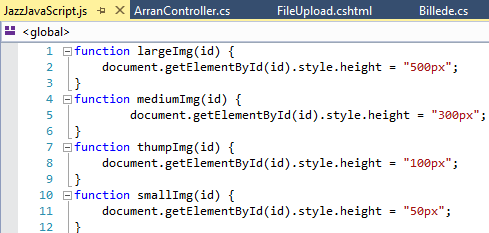 JazzJavaScript.js ArranController.cs FileUpload.cshtml Billede.cs
<global>
1 function largeImg(id) {
2     document.getElementById(id).style.height = "500px";
3 }
4 function mediumImg(id) {
5         document.getElementById(id).style.height = "300px";
6 }
7 function thumpImg(id) {
8     document.getElementById(id).style.height = "100px";
9 }
10 function smallImg(id) {
11     document.getElementById(id).style.height = "50px";
12 }